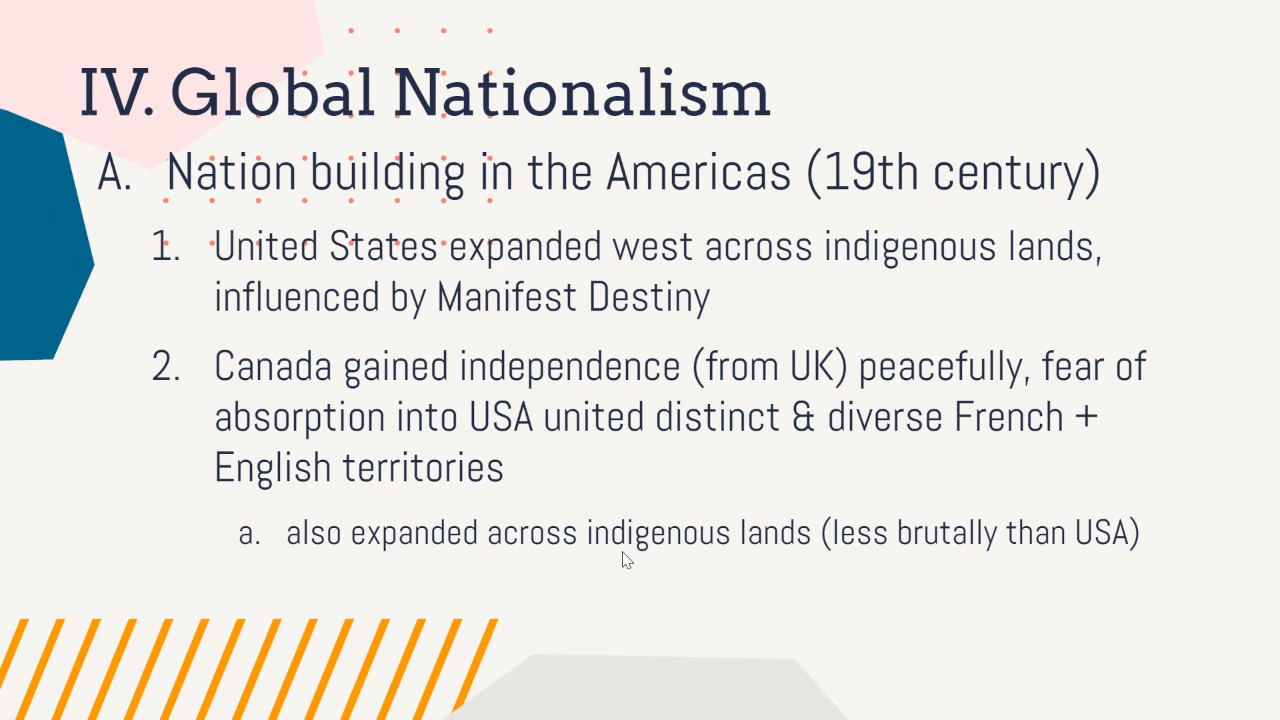 IV. Global Nationalism
A. Nation building in the Americas (19th century)
1. United States expanded west across indigenous lands,
influenced by Manifest Destiny
2. Canada gained independence (from UK) peacefully, fear of
absorption into USA united distinct & diverse French +
English territories
a. also expanded across indigenous lands (less brutally than USA)